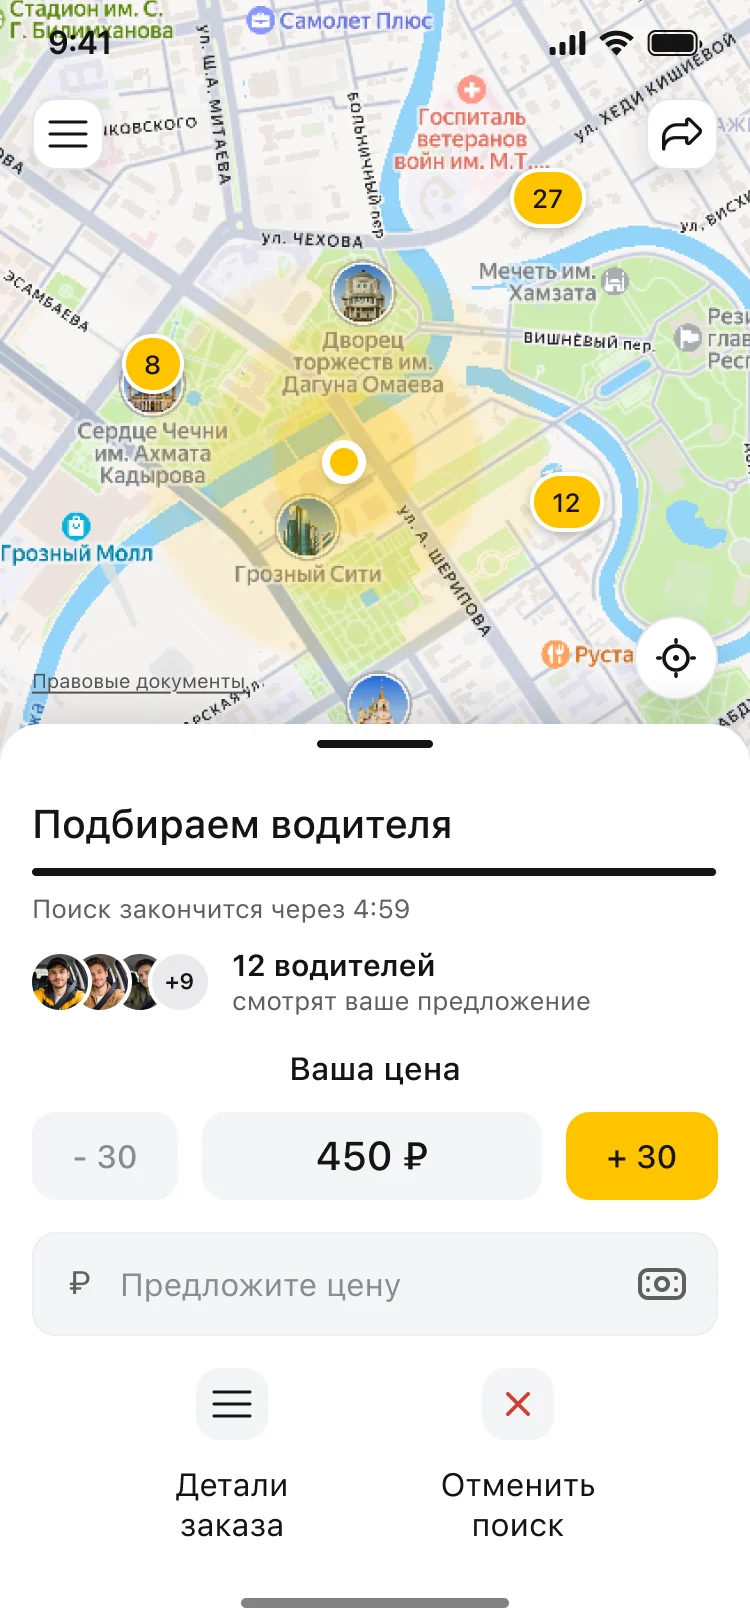 Стадион им. С.
Г. Билимханова
9:41
Самолет Плюс
ул. Ш.А. МИТАЕВА
БОЛЬНИЧНЫЙ пер.
Госпиталь
ветеранов
войн им. М.Т....
ул. ХЕДИ КИШИЕВОЙ
27
ул. ЧЕХОВА
Мечеть им.
Хамзата
ЭСАМБАЕВА
Дворец
торжеств им.
Дагуна Омаева
ВИШНЁВЫЙ пер.
8
Сердце Чечни
им. Ахмата
Кадырова
12
Грозный Молл
Грозный Сити
ул. А. ШЕРИПОВА
Правовые документы
Подбираем водителя
Поиск закончится через 4:59
+9
12 водителей
смотрят ваше предложение
Ваша цена
- 30
450 ₽
+ 30
₽ Предложите цену
Детали
заказа
Отменить
поиск